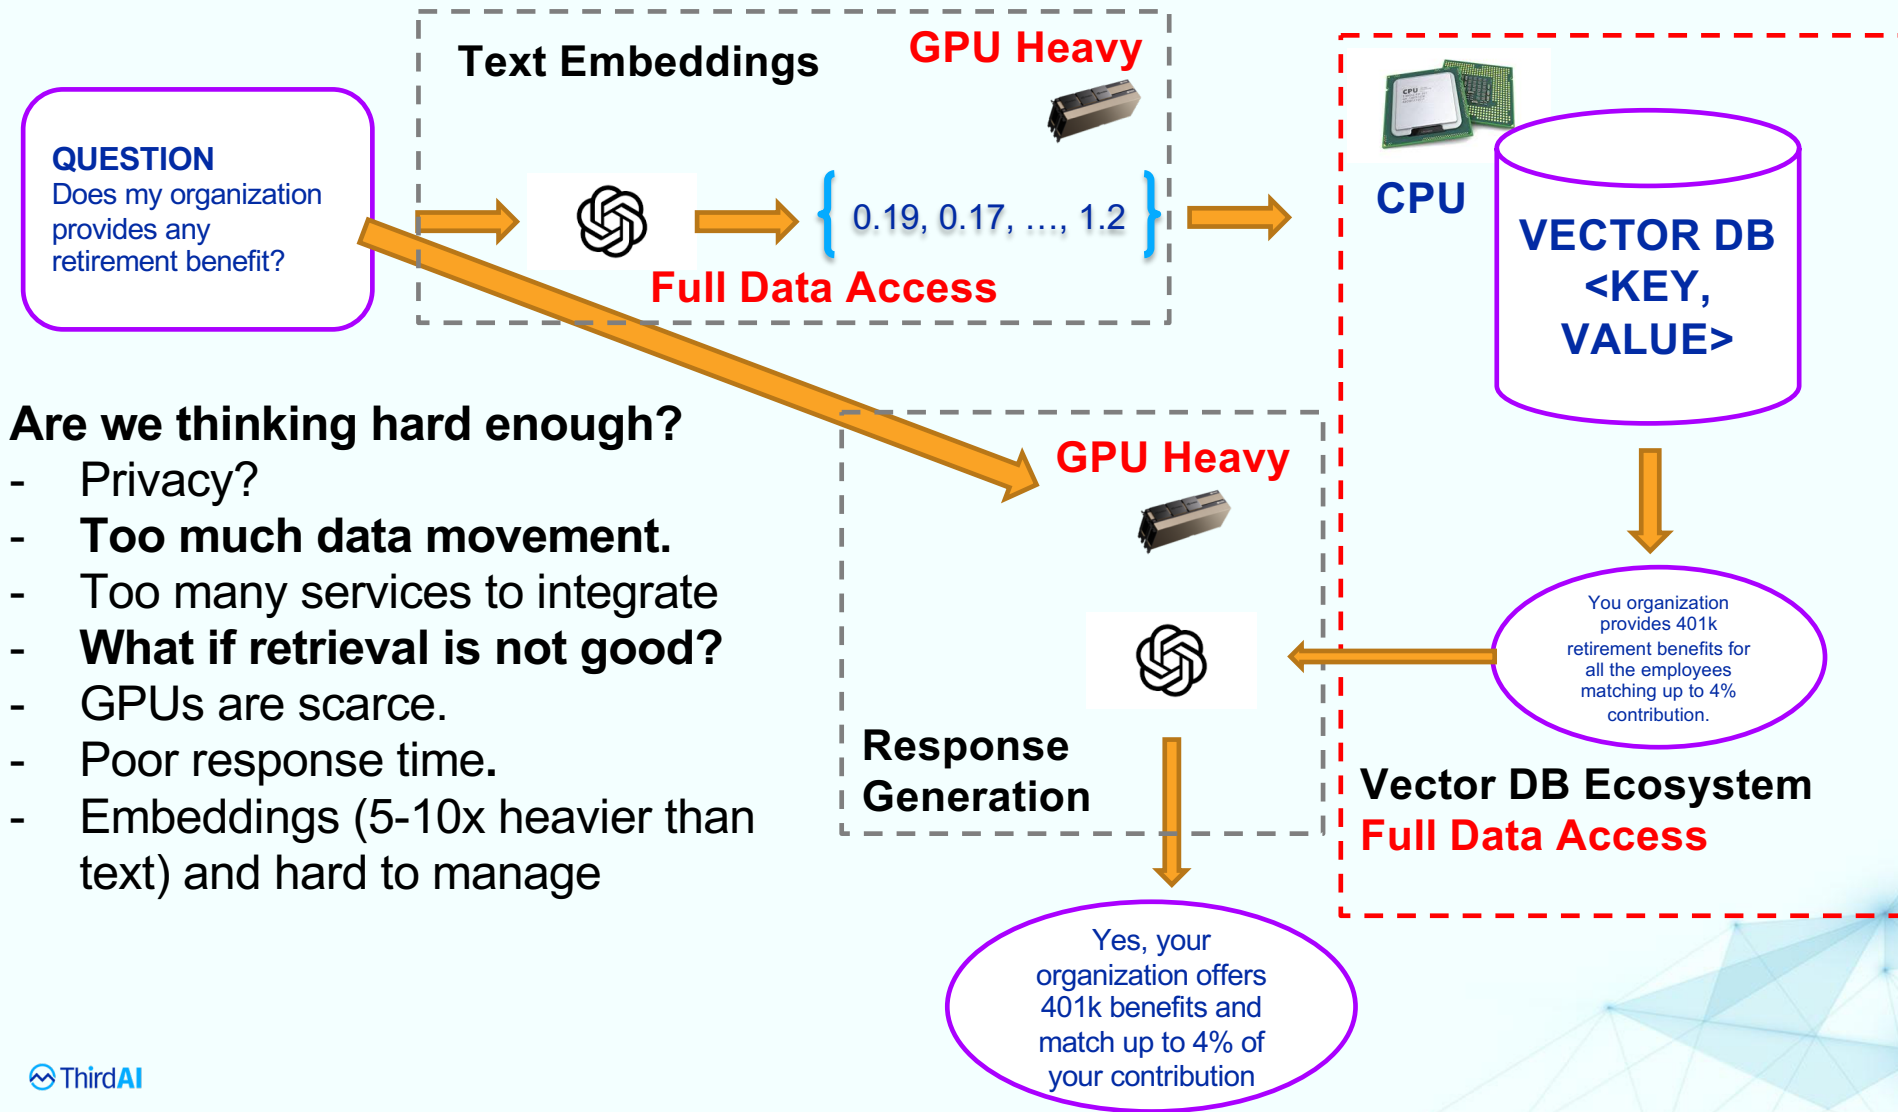 Text Embeddings
GPU Heavy
QUESTION
Does my organization
provides any
retirement benefit?
0.19, 0.17, …, 1.2
Full Data Access
CPU
CPU
VECTOR DB
<KEY,
VALUE>
Are we thinking hard enough?
- Privacy?
- Too much data movement.
- Too many services to integrate
- What if retrieval is not good?
- GPUs are scarce.
- Poor response time.
- Embeddings (5-10x heavier than
text) and hard to manage
GPU Heavy
Response
Generation
You organization
provides 401k
retirement benefits for
all the employees
matching up to 4%
contribution.
Vector DB Ecosystem
Full Data Access
Yes, your
organization offers
401k benefits and
match up to 4% of
your contribution
ThirdAI